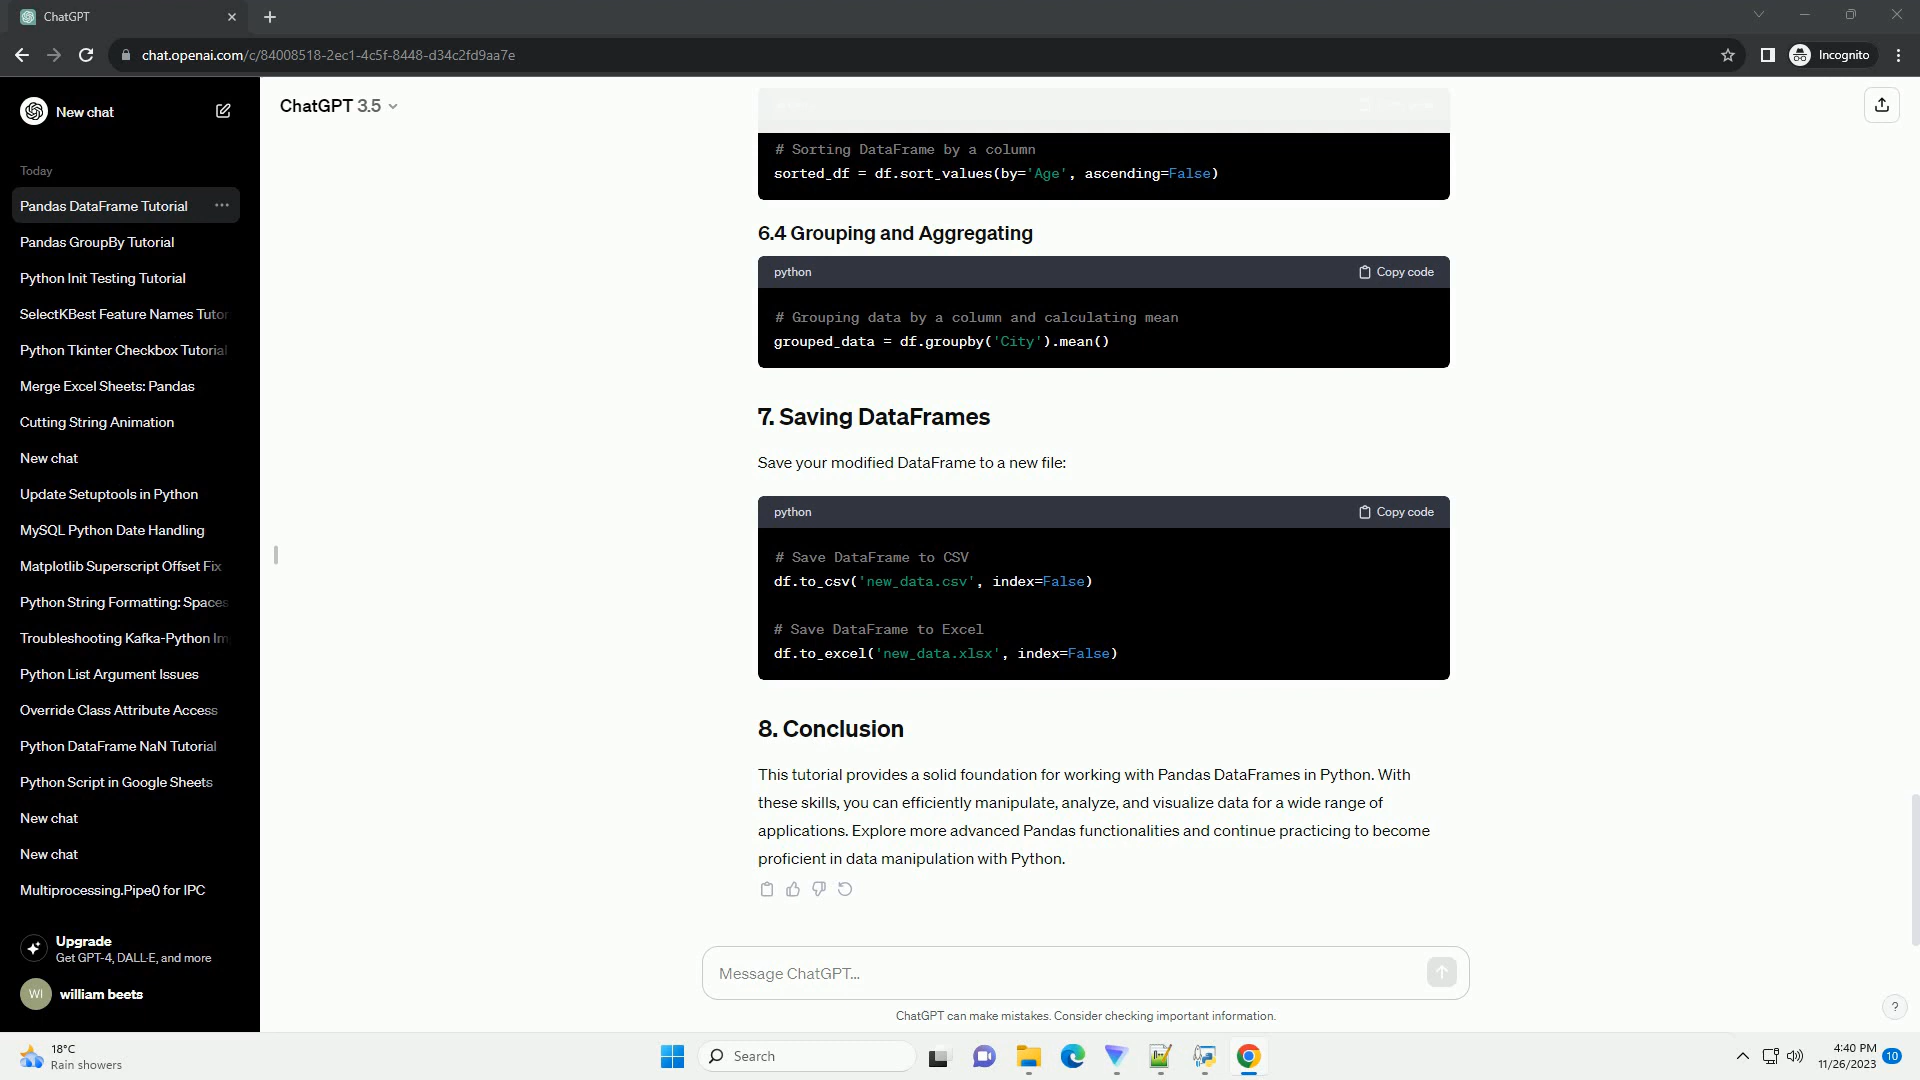 ChatGPT
chat.openai.com/c/84008518-2ec1-4c5f-8448-d34c2fd9aa7e
Incognito
New chat
Today
Pandas DataFrame Tutorial
Pandas GroupBy Tutorial
Python Init Testing Tutorial
SelectKBest Feature Names Tutor
Python Tkinter Checkbox Tutorial
Merge Excel Sheets: Pandas
Cutting String Animation
New chat
Update Setuptools in Python
MySQL Python Date Handling
Matplotlib Superscript Offset Fix
Python String Formatting: Spaces
Troubleshooting Kafka-Python Im
Python List Argument Issues
Override Class Attribute Access
Python DataFrame NaN Tutorial
Python Script in Google Sheets
New chat
New chat
Multiprocessing.Pipe() for IPC
Upgrade
Get GPT-4, DALL·E, and more
WI
william beets
ChatGPT 3.5
# Sorting DataFrame by a column
sorted_df = df.sort_values(by='Age', ascending=False)
6.4 Grouping and Aggregating
python Copy code
# Grouping data by a column and calculating mean
grouped_data = df.groupby('City').mean()
7. Saving DataFrames
Save your modified DataFrame to a new file:
python Copy code
# Save DataFrame to CSV
df.to_csv('new_data.csv', index=False)
# Save DataFrame to Excel
df.to_excel('new_data.xlsx', index=False)
8. Conclusion
This tutorial provides a solid foundation for working with Pandas DataFrames in Python. With
these skills, you can efficiently manipulate, analyze, and visualize data for a wide range of
applications. Explore more advanced Pandas functionalities and continue practicing to become
proficient in data manipulation with Python.
Message ChatGPT…
ChatGPT can make mistakes. Consider checking important information.
?
18°C
Rain showers
Search
4:40 PM
11/26/2023
10